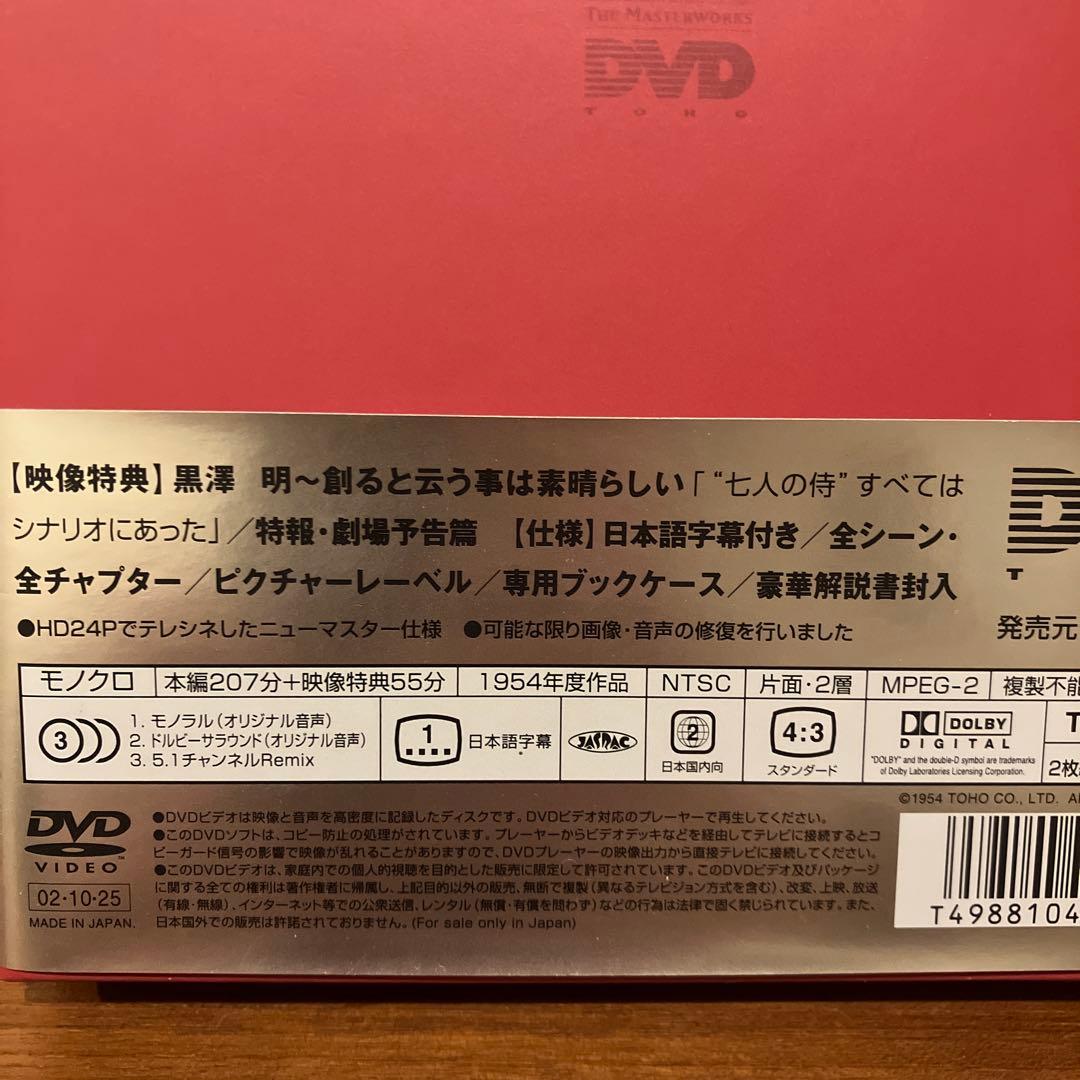 THE MASTERWORKS
DVD
TOHO
【映像特典】黒澤 明～創ると云う事は素晴らしい「“七人の侍”すべては
シナリオにあった」／特報・劇場予告篇 【仕様】日本語字幕付き／全シーン・
全チャプター／ピクチャーレーベル／専用ブックケース／豪華解説書封入
●HD24Pでテレシネしたニューマスター仕様 ●可能な限り画像・音声の修復を行いました
D
T
発売元
モノクロ 本編207分+映像特典55分 1954年度作品 NTSC 片面・2層 MPEG-2 複製不能
3
1. モノラル(オリジナル音声)
2. ドルビーサラウンド(オリジナル音声)
3. 5.1チャンネルRemix
1 日本語字幕
JASRAC
2
日本国内向
4:3
スタンダード
DOLBY
DIGITAL
"DOLBY" and the double-D symbol are trademarks
of Dolby Laboratories Licensing Corporation.
T
2枚
©1954 TOHO CO., LTD.
DVD
VIDEO™
02・10・25
MADE IN JAPAN.
●DVDビデオは映像と音声を高密度に記録したディスクです。DVDビデオ対応のプレーヤーで再生してください。
●このDVDソフトは、コピー防止の処理がされています。プレーヤーからビデオデッキなどを経由してテレビに接続するとコ
ピーガード信号の影響で映像が乱れることがありますので、DVDプレーヤーの映像出力から直接テレビに接続してください。
●このDVDビデオは、家庭内での個人的視聴を目的とした販売に限定して許可されています。このDVDビデオ及びパッケージ
に関する全ての権利は著作権者に帰属し、上記目的以外の販売、無断で複製(異なるテレビジョン方式を含む)、改変、上映、放送
(有線・無線)、インターネット等での公衆送信、レンタル(無償・有償を問わず)などの行為は法律で固く禁じられています。また、
日本国外での販売は許諾されておりません。(For sale only in Japan)
T4988104